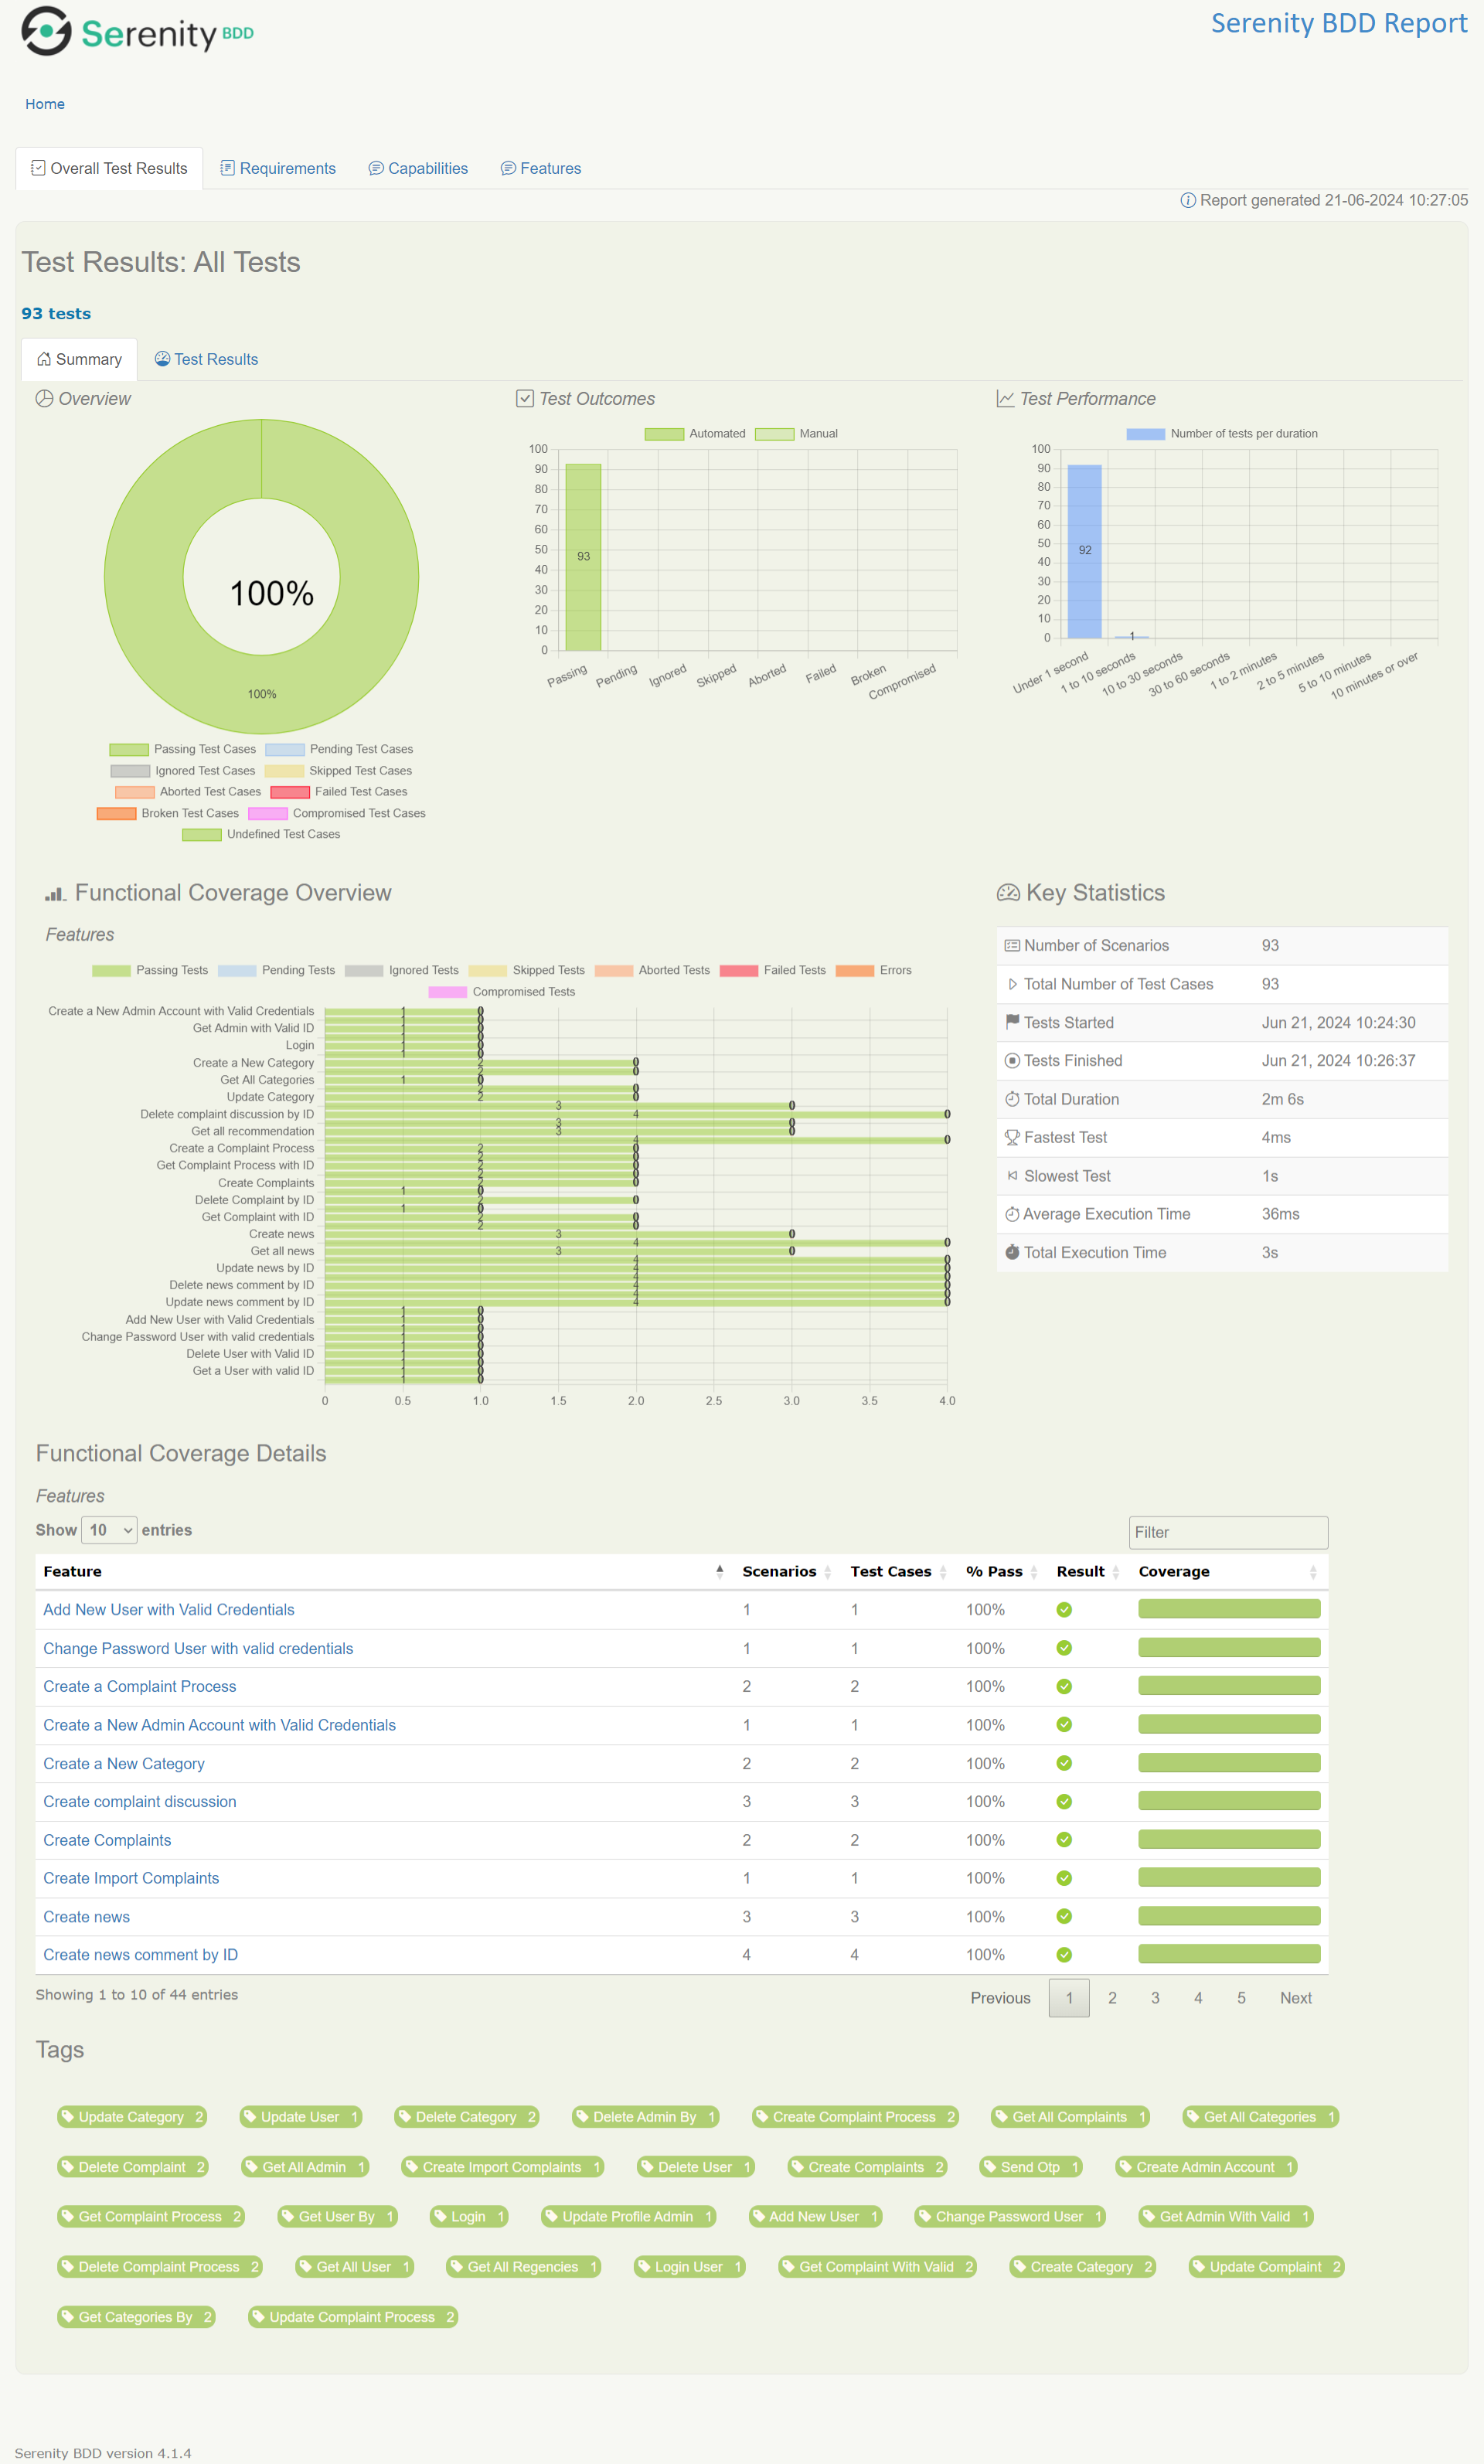 Serenity BDD
Serenity BDD Report
Home
Overall Test Results Requirements Capabilities Features
Report generated 21-06-2024 10:27:05
Test Results: All Tests
93 tests
Summary Test Results
Overview
100%
100%
Passing Test Cases Pending Test Cases
Ignored Test Cases Skipped Test Cases
Aborted Test Cases Failed Test Cases
Broken Test Cases Compromised Test Cases
Undefined Test Cases
Test Outcomes
Automated Manual
100
90
80
70
60
50
40
30
20
10
0
93
Passing Pending Ignored Skipped Aborted Failed Broken Compromised
Test Performance
Number of tests per duration
100
90
80
70
60
50
40
30
20
10
0
92
1
Under 1 second 1 to 10 seconds 10 to 30 seconds 30 to 60 seconds 1 to 2 minutes 2 to 5 minutes 5 to 10 minutes 10 minutes or over
Functional Coverage Overview
Features
Passing Tests Pending Tests Ignored Tests Skipped Tests Aborted Tests Failed Tests Errors
Compromised Tests
Create a New Admin Account with Valid Credentials
Get Admin with Valid ID
Login
Create a New Category
Get All Categories
Update Category
Delete complaint discussion by ID
Get all recommendation
Create a Complaint Process
Get Complaint Process with ID
Create Complaints
Delete Complaint by ID
Get Complaint with ID
Create news
Get all news
Update news by ID
Delete news comment by ID
Update news comment by ID
Add New User with Valid Credentials
Change Password User with valid credentials
Delete User with Valid ID
Get a User with valid ID
0 0.5 1.0 1.5 2.0 2.5 3.0 3.5 4.0
Key Statistics
Number of Scenarios 93
Total Number of Test Cases 93
Tests Started Jun 21, 2024 10:24:30
Tests Finished Jun 21, 2024 10:26:37
Total Duration 2m 6s
Fastest Test 4ms
Slowest Test 1s
Average Execution Time 36ms
Total Execution Time 3s
Functional Coverage Details
Features
Show 10 entries
Filter
Feature Scenarios Test Cases % Pass Result Coverage
Add New User with Valid Credentials 1 1 100%
Change Password User with valid credentials 1 1 100%
Create a Complaint Process 2 2 100%
Create a New Admin Account with Valid Credentials 1 1 100%
Create a New Category 2 2 100%
Create complaint discussion 3 3 100%
Create Complaints 2 2 100%
Create Import Complaints 1 1 100%
Create news 3 3 100%
Create news comment by ID 4 4 100%
Showing 1 to 10 of 44 entries
Previous 1 2 3 4 5 Next
Tags
Update Category 2 Update User 1 Delete Category 2 Delete Admin By 1 Create Complaint Process 2 Get All Complaints 1 Get All Categories 1
Delete Complaint 2 Get All Admin 1 Create Import Complaints 1 Delete User 1 Create Complaints 2 Send Otp 1 Create Admin Account 1
Get Complaint Process 2 Get User By 1 Login 1 Update Profile Admin 1 Add New User 1 Change Password User 1 Get Admin With Valid 1
Delete Complaint Process 2 Get All User 1 Get All Regencies 1 Login User 1 Get Complaint With Valid 2 Create Category 2 Update Complaint 2
Get Categories By 2 Update Complaint Process 2
Serenity BDD version 4.1.4